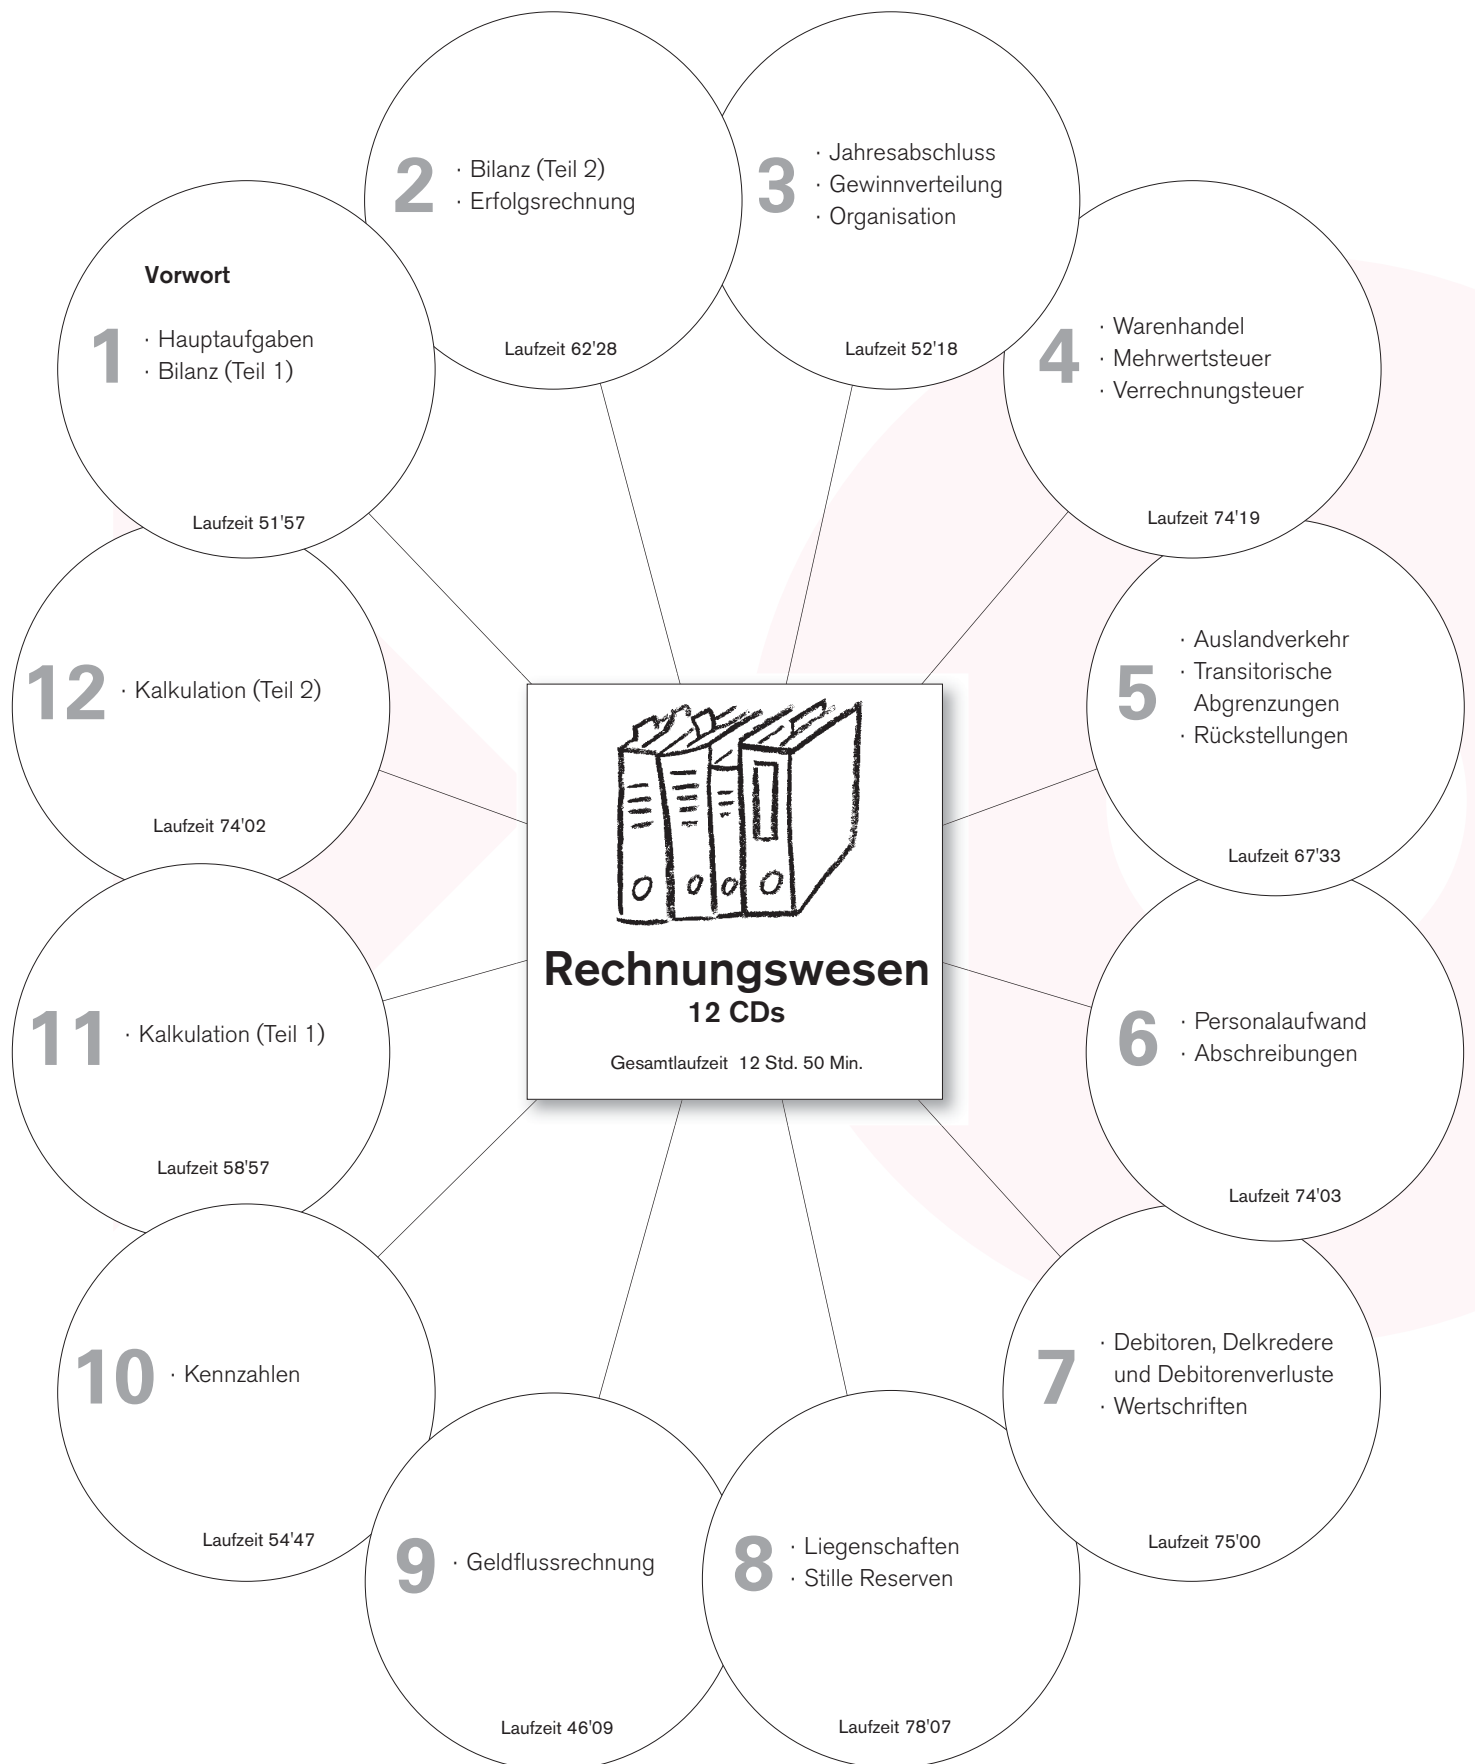 Vorwort
1
· Hauptaufgaben
· Bilanz (Teil 1)
Laufzeit 51'57
2
· Bilanz (Teil 2)
· Erfolgsrechnung
Laufzeit 62'28
3
· Jahresabschluss
· Gewinnverteilung
· Organisation
Laufzeit 52'18
4
· Warenhandel
· Mehrwertsteuer
· Verrechnungsteuer
Laufzeit 74'19
5
· Auslandverkehr
· Transitorische
Abgrenzungen
· Rückstellungen
Laufzeit 67'33
6
· Personalaufwand
· Abschreibungen
Laufzeit 74'03
7
· Debitoren, Delkredere
und Debitorenverluste
· Wertschriften
Laufzeit 75'00
8
· Liegenschaften
· Stille Reserven
Laufzeit 78'07
9
· Geldflussrechnung
Laufzeit 46'09
10
· Kennzahlen
Laufzeit 54'47
11
· Kalkulation (Teil 1)
Laufzeit 58'57
12
· Kalkulation (Teil 2)
Laufzeit 74'02
Rechnungswesen
12 CDs
Gesamtlaufzeit 12 Std. 50 Min.